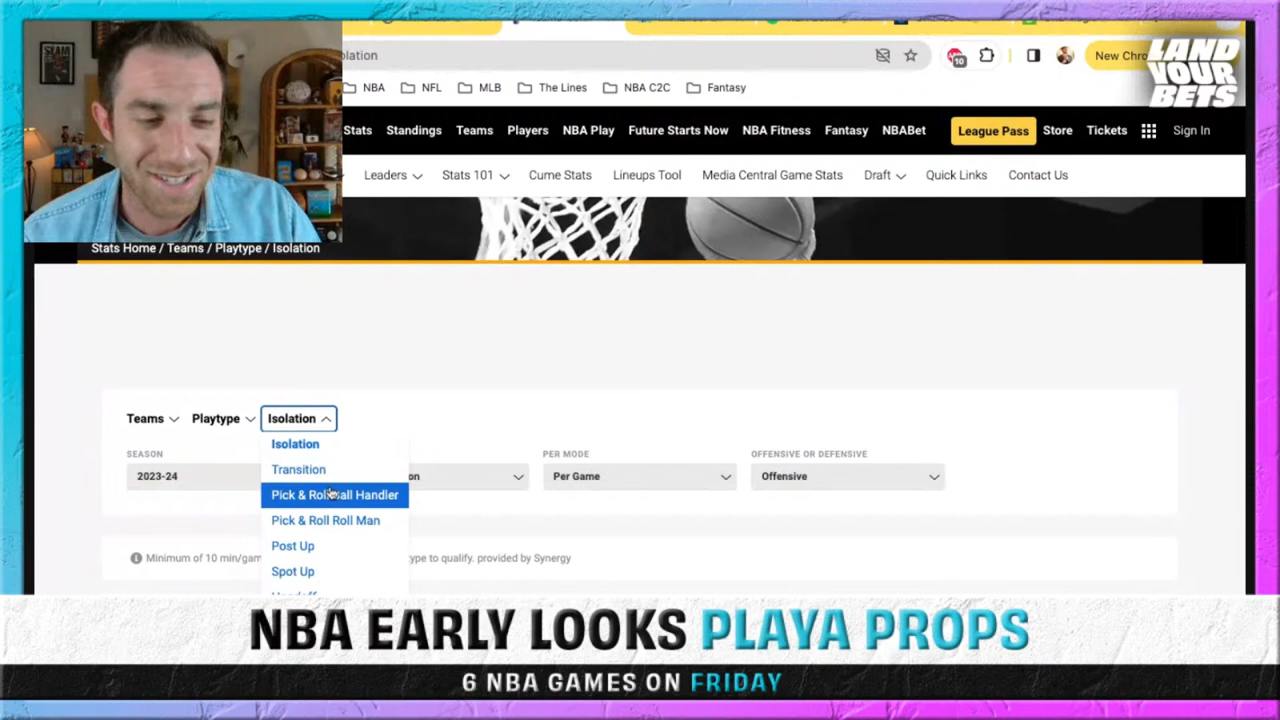 SLAM
olation
10
New Chro
LAND YOUR BETS
NBA NFL MLB The Lines NBA C2C Fantasy
Stats Standings Teams Players NBA Play Future Starts Now NBA Fitness Fantasy NBABet League Pass Store Tickets Sign In
Leaders Stats 101 Cume Stats Lineups Tool Media Central Game Stats Draft Quick Links Contact Us
Stats Home / Teams / Playtype / Isolation
Teams Playtype Isolation
Isolation
Transition
Pick & Roll Ball Handler
Pick & Roll Roll Man
Post Up
Spot Up
SEASON PER MODE OFFENSIVE OR DEFENSIVE
2023-24 on Per Game Offensive
Minimum of 10 min/gam ype to qualify. provided by Synergy
NBA EARLY LOOKS PLAYA PROPS
6 NBA GAMES ON FRIDAY